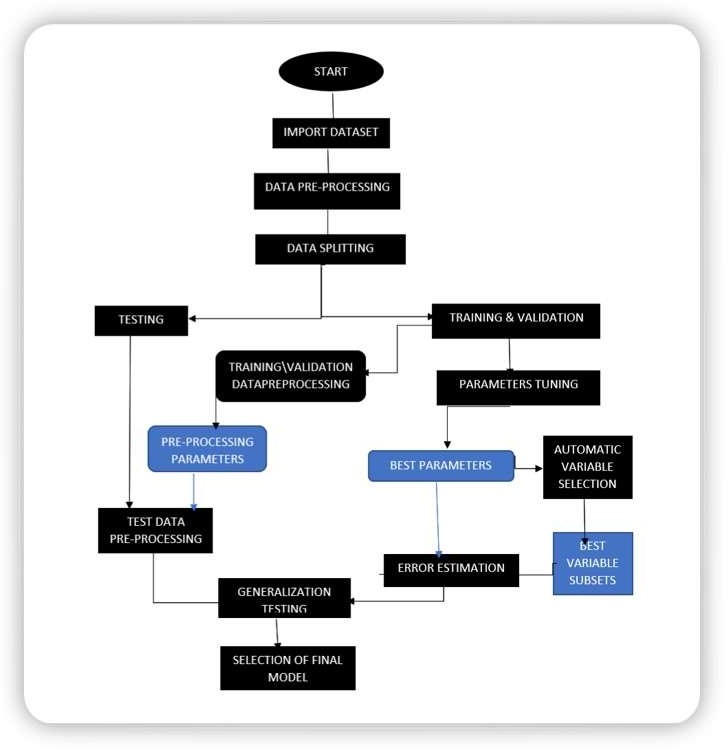 START
IMPORT DATASET
DATA PRE-PROCESSING
DATA SPLITTING
TESTING
TRAINING & VALIDATION
TRAINING\VALIDATION
DATAPREPROCESSING
PARAMETERS TUNING
PRE-PROCESSING
PARAMETERS
BEST PARAMETERS
AUTOMATIC
VARIABLE
SELECTION
TEST DATA
PRE-PROCESSING
ERROR ESTIMATION
BEST
VARIABLE
SUBSETS
GENERALIZATION
TESTING
SELECTION OF FINAL
MODEL